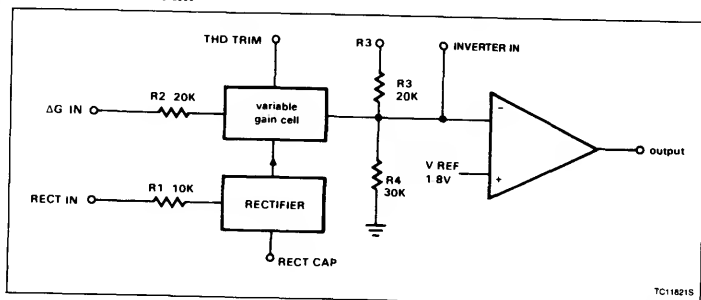 THD TRIM
R3
INVERTER IN
R3
20K
R2 20K
variable
gain cell
ΔG IN
−
output
V REF
1.8V
+
R4
30K
R1 10K
RECT IN
RECTIFIER
RECT CAP
TC11821S